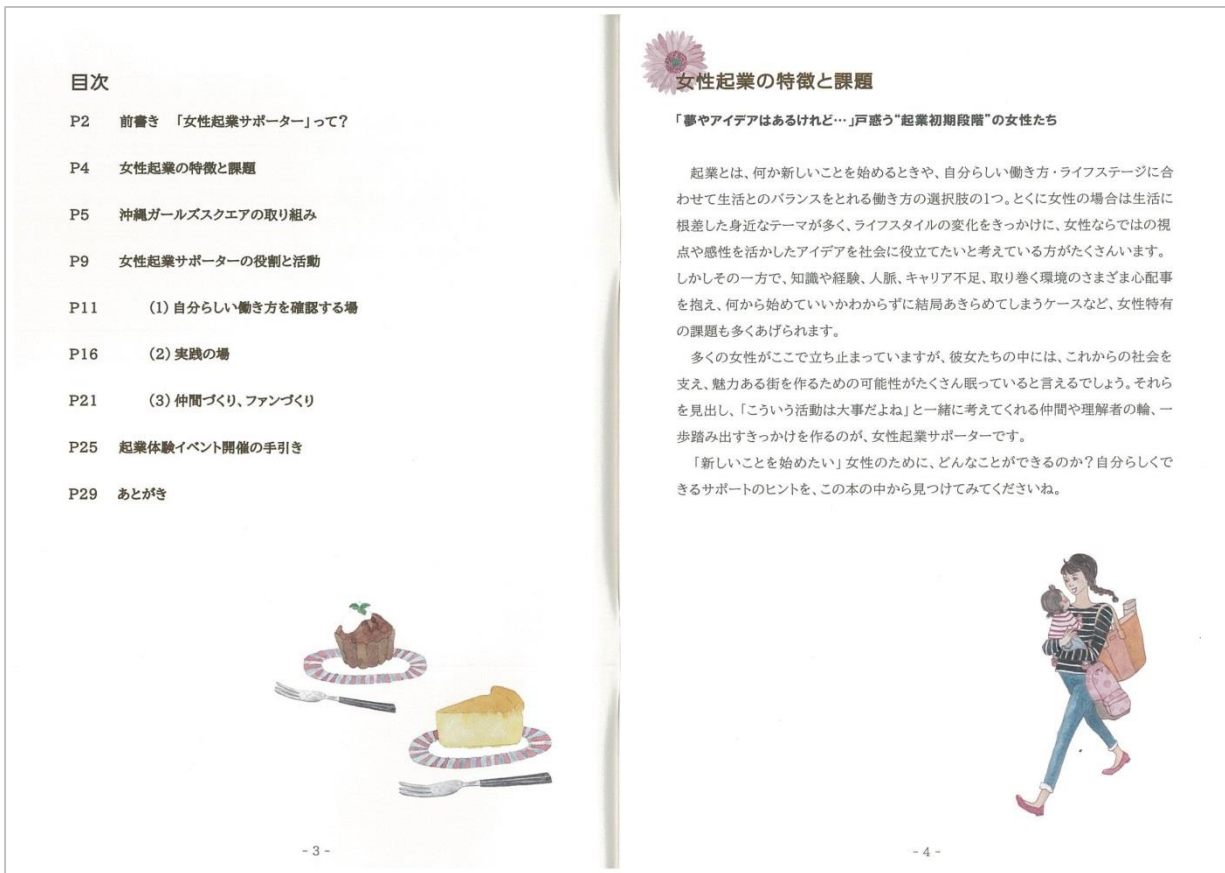 目次
P2 前書き 「女性起業サポーター」って?
P4 女性起業の特徴と課題
P5 沖縄ガールズスクエアの取り組み
P9 女性起業サポーターの役割と活動
P11 (1)自分らしい働き方を確認する場
P16 (2)実践の場
P21 (3)仲間づくり、ファンづくり
P25 起業体験イベント開催の手引き
P29 あとがき
- 3 -
女性起業の特徴と課題
「夢やアイデアはあるけれど…」戸惑う“起業初期段階”の女性たち
起業とは、何か新しいことを始めるときや、自分らしい働き方・ライフステージに合
わせて生活とのバランスをとれる働き方の選択肢の1つ。とくに女性の場合は生活に
根差した身近なテーマが多く、ライフスタイルの変化をきっかけに、女性ならではの視
点や感性を活かしたアイデアを社会に役立てたいと考えている方がたくさんいます。
しかしその一方で、知識や経験、人脈、キャリア不足、取り巻く環境のさまざま心配事
を抱え、何から始めていいかわからずに結局あきらめてしまうケースなど、女性特有
の課題も多くあげられます。
多くの女性がここで立ち止まっていますが、彼女たちの中には、これからの社会を
支え、魅力ある街を作るための可能性がたくさん眠っていると言えるでしょう。それら
を見出し、「こういう活動は大事だよね」と一緒に考えてくれる仲間や理解者の輪、一
歩踏み出すきっかけを作るのが、女性起業サポーターです。
「新しいことを始めたい」女性のために、どんなことができるのか?自分らしくで
きるサポートのヒントを、この本の中から見つけてみてくださいね。
- 4 -